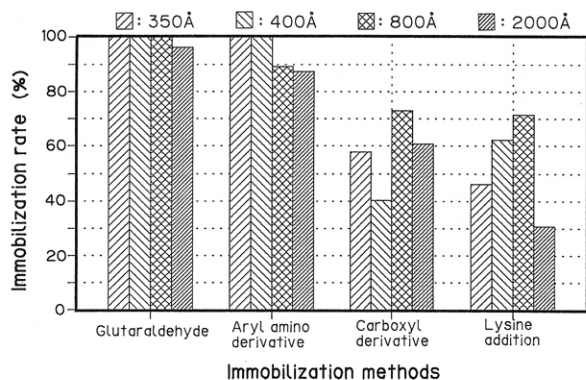 : 350Å : 400Å : 800Å : 2000Å
Immobilization rate (%)
100
80
60
40
20
0
Glutaraldehyde
Aryl amino
derivative
Carboxyl
derivative
Lysine
addition
Immobilization methods